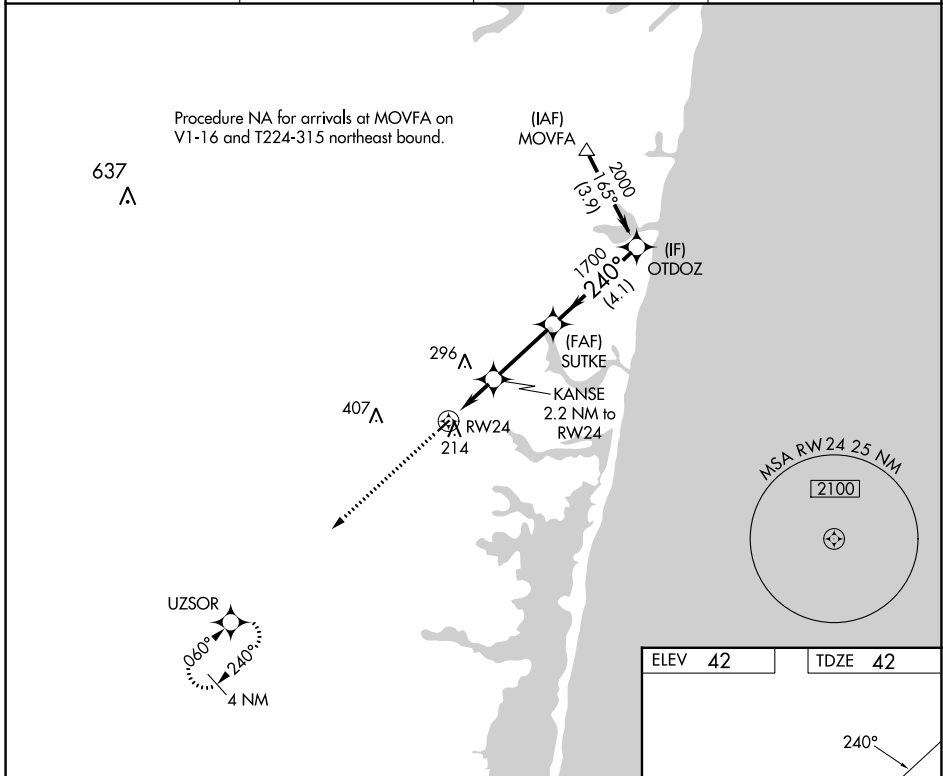 Procedure NA for arrivals at MOVFA on
V1-16 and T224-315 northeast bound.
(IAF)
MOVFA
637
2000
165°
(3.9)
(IF)
OTDOZ
1700
240°
(4.1)
(FAF)
SUTKE
296
KANSE
2.2 NM to
RW24
407
RW24
214
MSA RW24 25 NM
2100
UZSOR
060°
240°
4 NM
ELEV 42
TDZE 42
240°